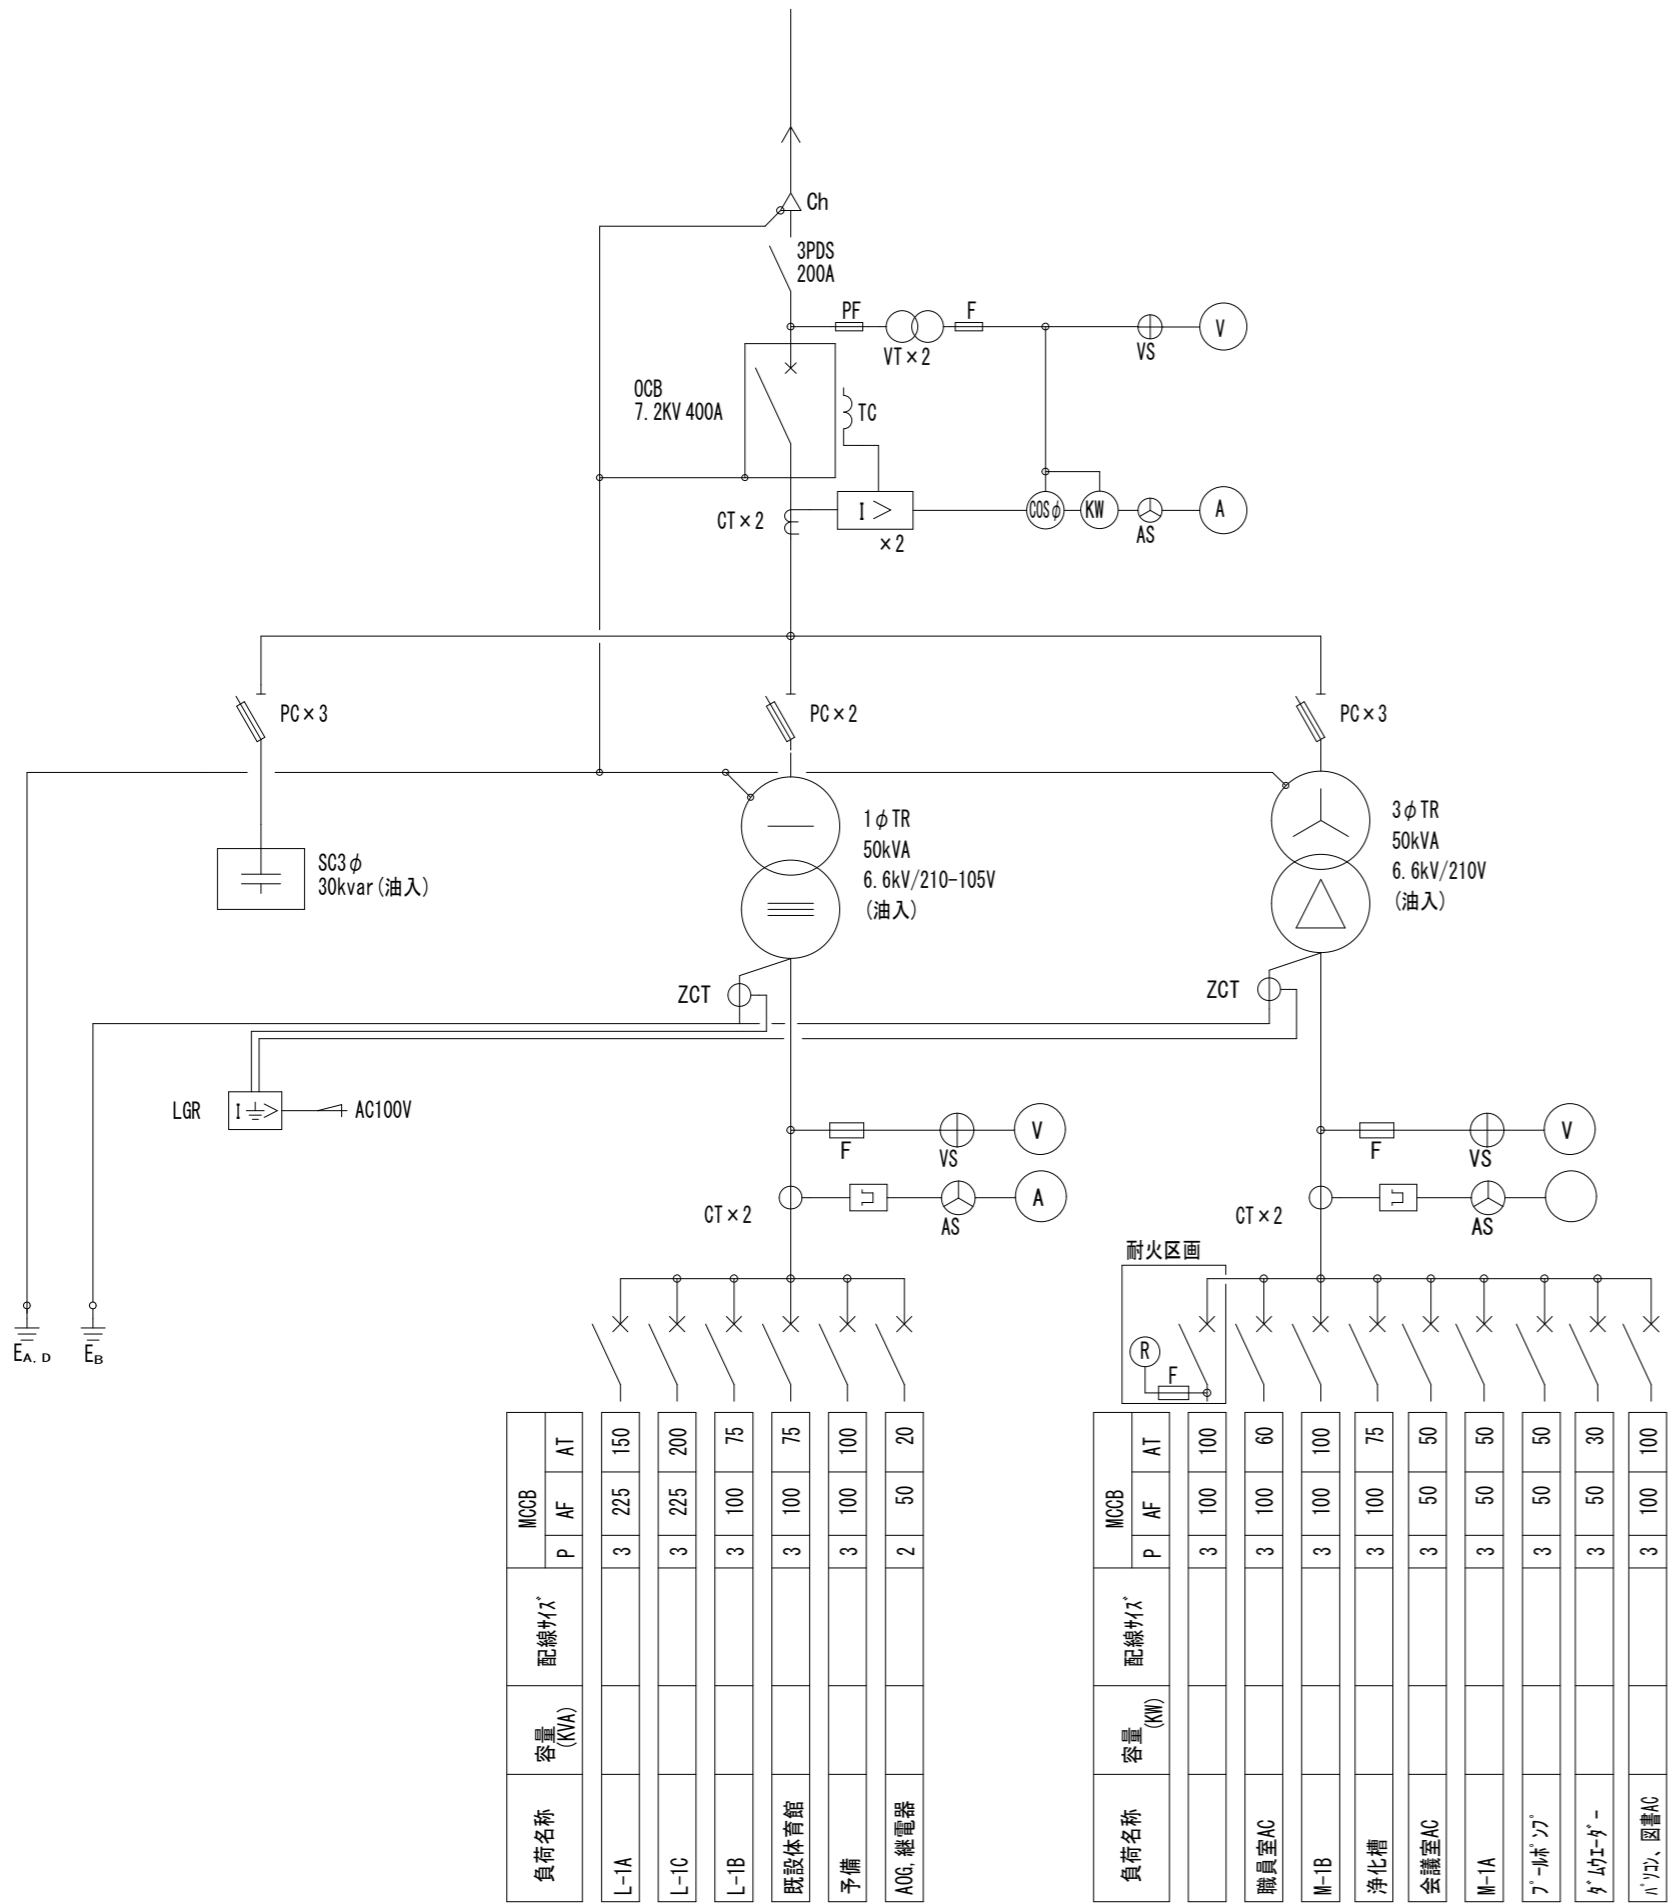 Ch
3PDS
200A
PF
F
VT×2
VS
V
OCB
7.2KV 400A
TC
CT×2
I >
×2
COSφ
KW
AS
A
PC×3
PC×2
PC×3
SC3φ
30kvar(油入)
1φTR
50kVA
6.6kV/210-105V
(油入)
3φTR
50kVA
6.6kV/210V
(油入)
ZCT
ZCT
LGR
I >
AC100V
F
VS
V
F
VS
V
CT×2
AS
A
CT×2
AS
耐火区画
R
F
EA.D
EB
MCCB
AT 150 200 75 75 100 20
AF 225 225 100 100 100 50
P 3 3 3 3 3 2
配線ｻｲｽﾞ
容量
(KVA)
負荷名称 L-1A L-1C L-1B 既設体育館 予備 AOG,継電器
MCCB
AT 100 60 100 75 50 50 50 30 100
AF 100 100 100 100 50 50 50 50 100
P 3 3 3 3 3 3 3 3 3
配線ｻｲｽﾞ
容量
(KW)
負荷名称 職員室AC M-1B 浄化槽 会議室AC M-1A ﾌﾟｰﾙﾎﾟﾝﾌﾟ ﾀﾞﾑｳｴｰﾀﾞｰ ﾊﾟｿｺﾝ、図書AC